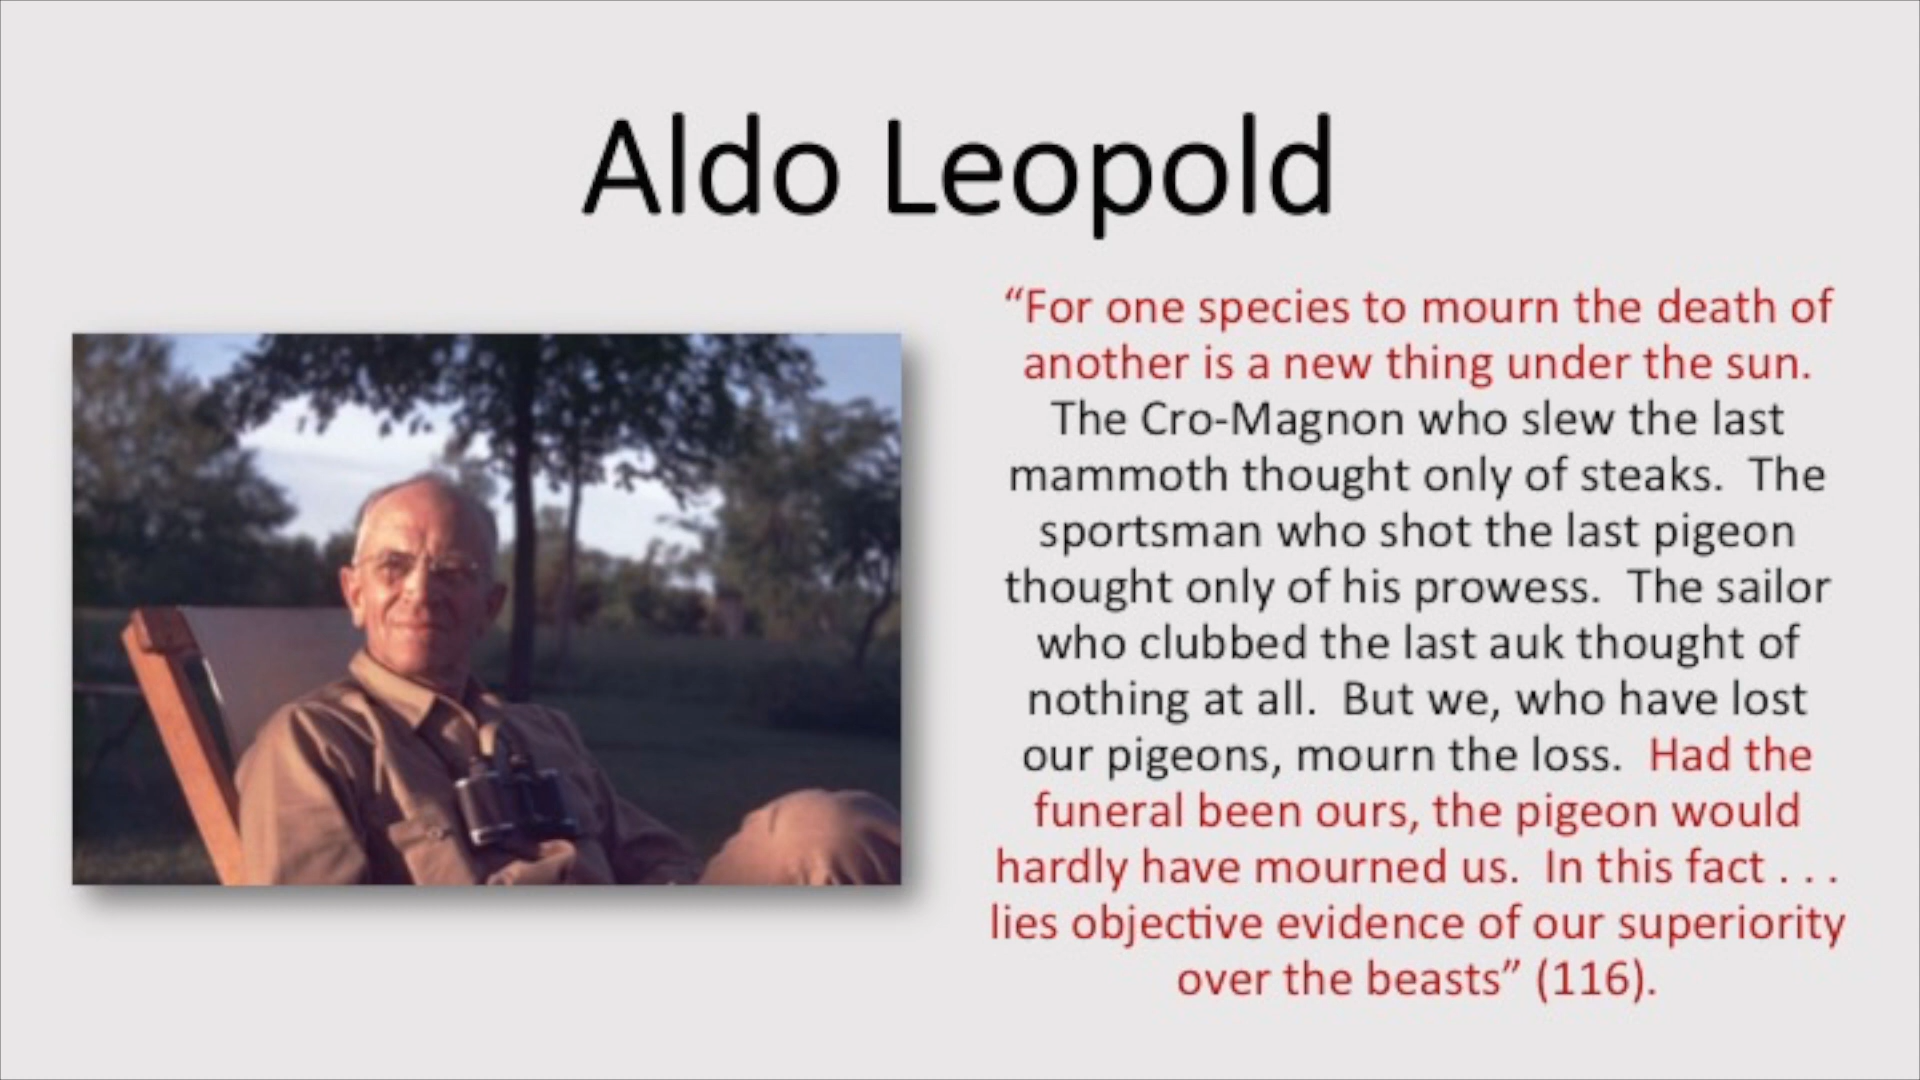 Aldo Leopold
“For one species to mourn the death of
another is a new thing under the sun.
The Cro-Magnon who slew the last
mammoth thought only of steaks.  The
sportsman who shot the last pigeon
thought only of his prowess.  The sailor
who clubbed the last auk thought of
nothing at all.  But we, who have lost
our pigeons, mourn the loss.  Had the
funeral been ours, the pigeon would
hardly have mourned us.  In this fact . . .
lies objective evidence of our superiority
over the beasts” (116).